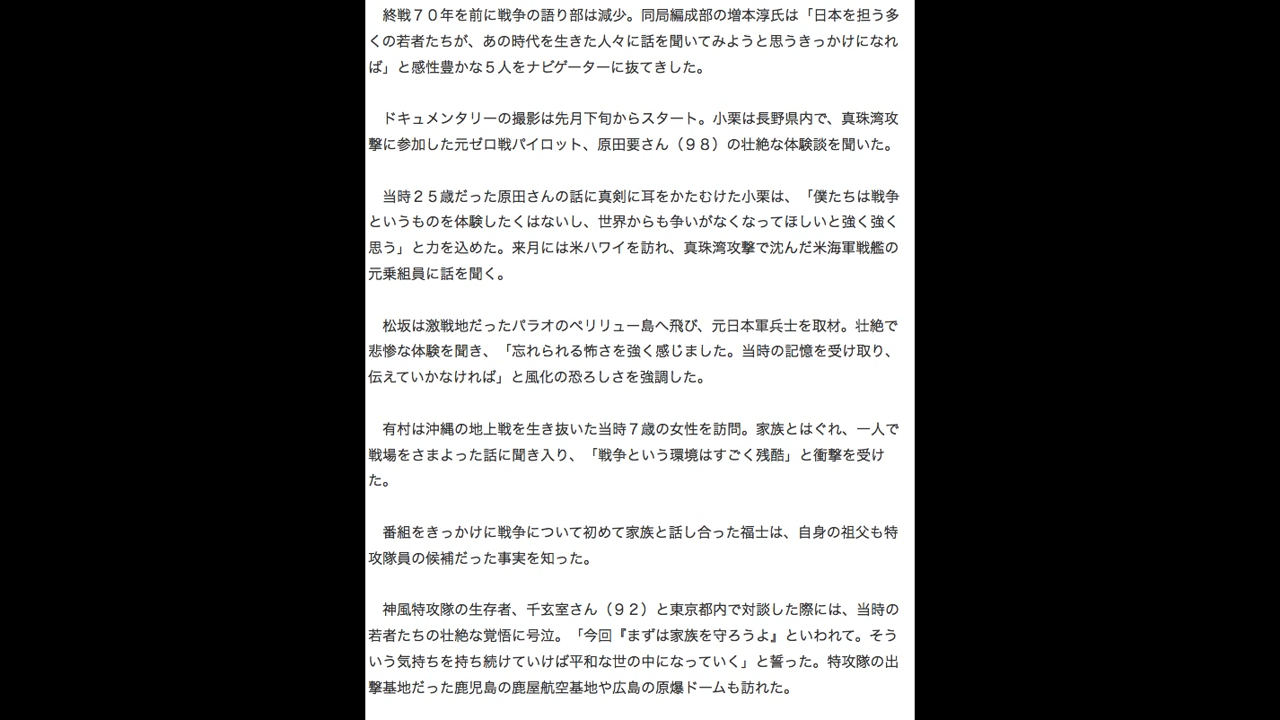 終戦７０年を前に戦争の語り部は減少。同局編成部の増本淳氏は「日本を担う多
くの若者たちが、あの時代を生きた人々に話を聞いてみようと思うきっかけになれ
ば」と感性豊かな５人をナビゲーターに抜てきした。
　ドキュメンタリーの撮影は先月下旬からスタート。小栗は長野県内で、真珠湾攻
撃に参加した元ゼロ戦パイロット、原田要さん（９８）の壮絶な体験談を聞いた。
　当時２５歳だった原田さんの話に真剣に耳をかたむけた小栗は、「僕たちは戦争
というものを体験したくはないし、世界からも争いがなくなってほしいと強く強く
思う」と力を込めた。来月には米ハワイを訪れ、真珠湾攻撃で沈んだ米海軍戦艦の
元乗組員に話を聞く。
　松坂は激戦地だったパラオのペリリュー島へ飛び、元日本軍兵士を取材。壮絶で
悲惨な体験を聞き、「忘れられる怖さを強く感じました。当時の記憶を受け取り、
伝えていかなければ」と風化の恐ろしさを強調した。
　有村は沖縄の地上戦を生き抜いた当時７歳の女性を訪問。家族とはぐれ、一人で
戦場をさまよった話に聞き入り、「戦争という環境はすごく残酷」と衝撃を受け
た。
　番組をきっかけに戦争について初めて家族と話し合った福士は、自身の祖父も特
攻隊員の候補だった事実を知った。
　神風特攻隊の生存者、千玄室さん（９２）と東京都内で対談した際には、当時の
若者たちの壮絶な覚悟に号泣。「今回『まずは家族を守ろうよ』といわれて。そう
いう気持ちを持ち続けていけば平和な世の中になっていく」と誓った。特攻隊の出
撃基地だった鹿児島の鹿屋航空基地や広島の原爆ドームも訪れた。